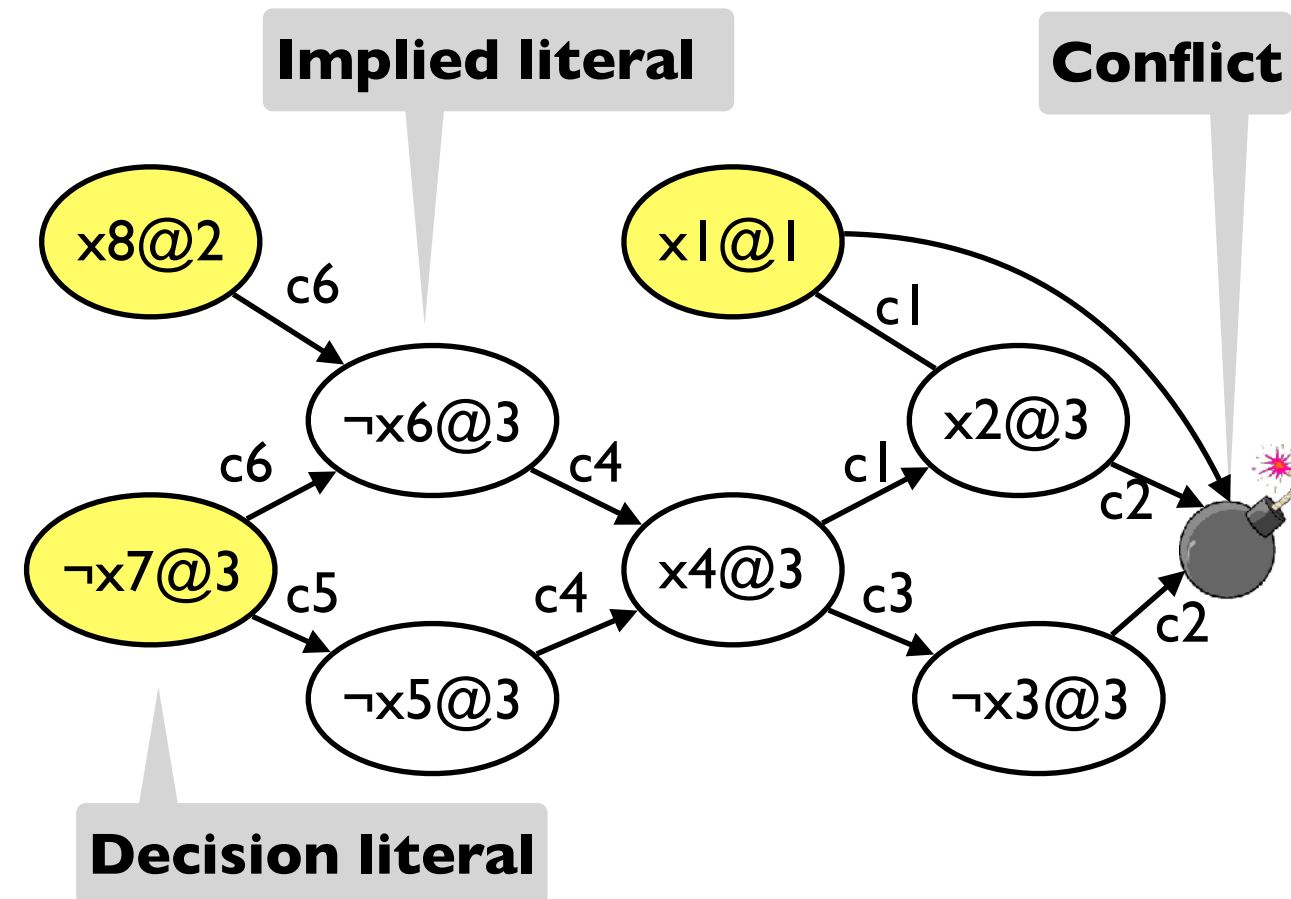 Implied literal
Conflict
x8@2
x1@1
c6
c1
¬x6@3
x2@3
c6
c4
c1
c2
¬x7@3
x4@3
c5
c4
c3
c2
¬x5@3
¬x3@3
Decision literal